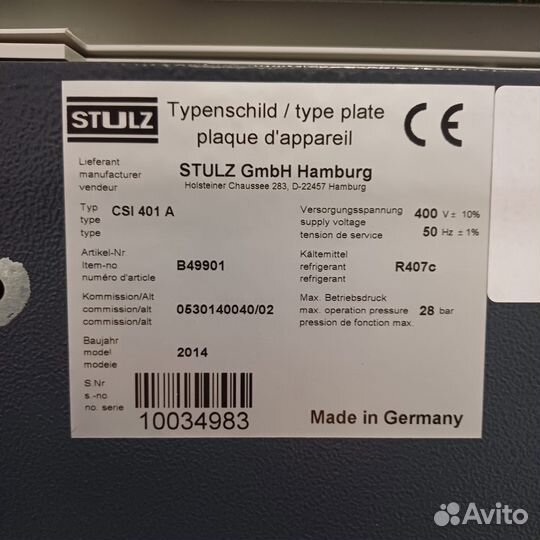 STULZ
Typenschild / type plate
plaque d'appareil
CE
Lieferant
manufacturer
vendeur
STULZ GmbH Hamburg
Holsteiner Chaussee 283, D-22457 Hamburg
Typ
type
type
CSI 401 A
Versorgungsspannung
supply voltage
tension de service
400 V± 10%
50 Hz ± 1%
Artikel-Nr
Item-no
numéro d'article
B49901
Kältemittel
refrigerant
refrigerant
R407c
Kommission/Alt
commission/alt
commission/alt
0530140040/02
Max. Betriebsdruck
max. operation pressure
pression de fonction max.
28 bar
Baujahr
model
modele
2014
S.Nr
s.-no
no. serie
10034983
Made in Germany
Avito